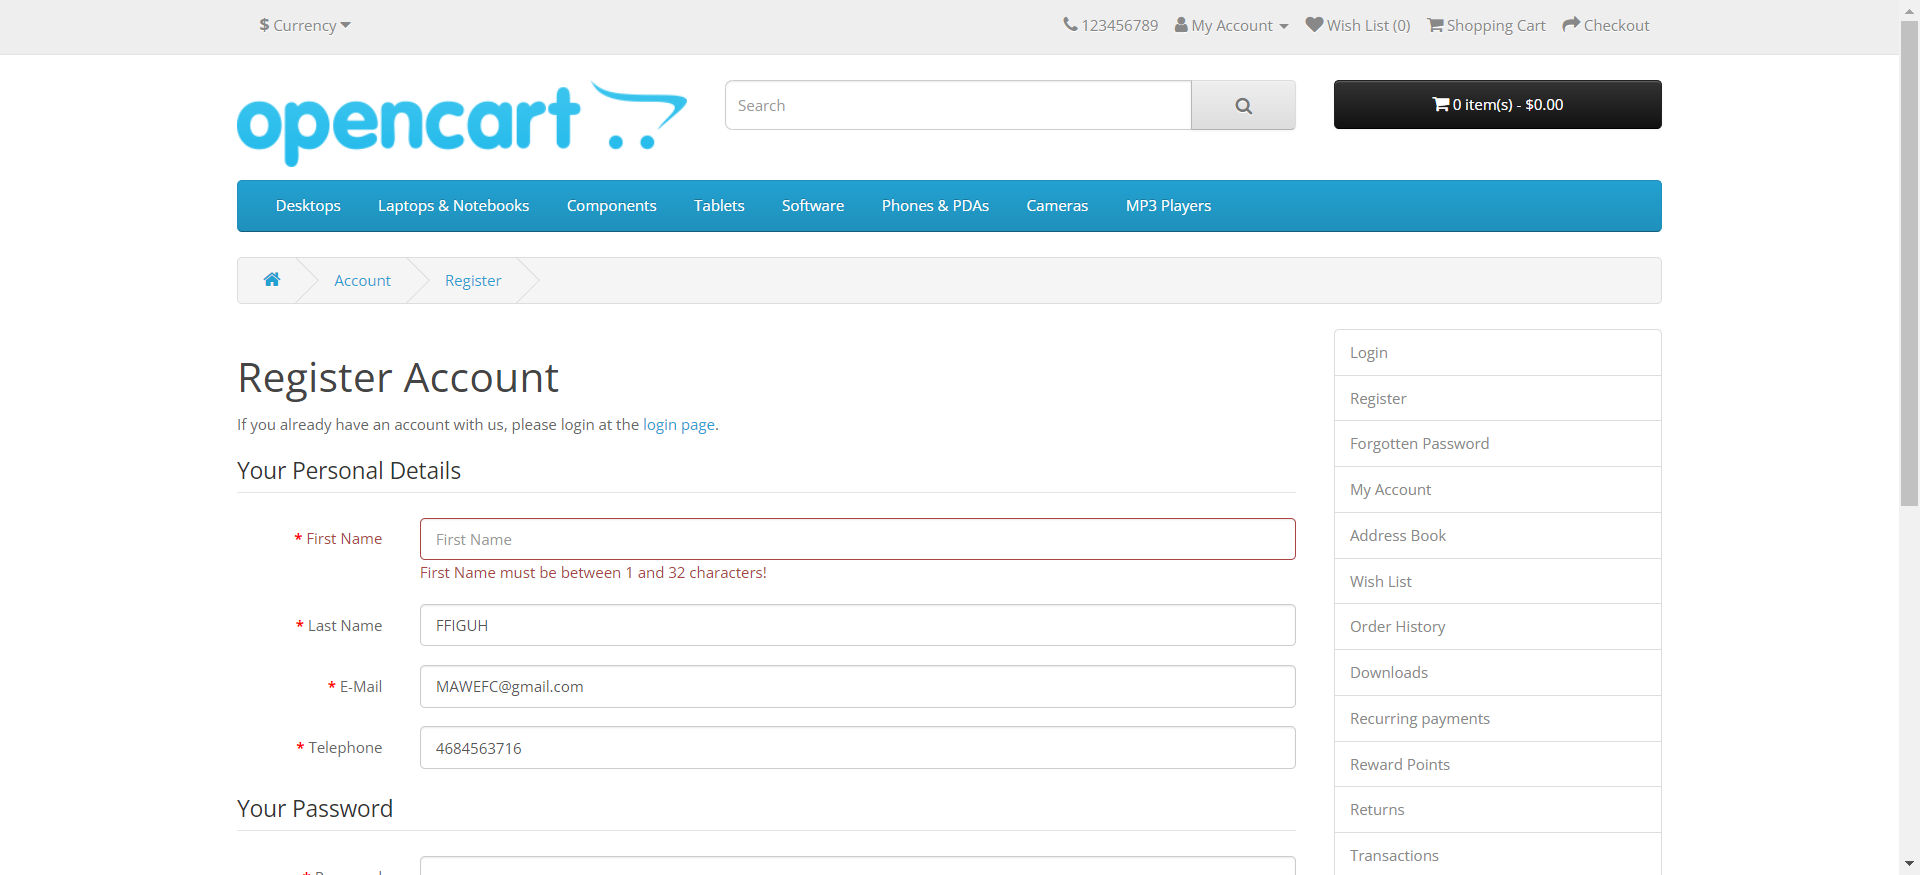 $ Currency
123456789 My Account Wish List (0) Shopping Cart Checkout
opencart
Search
0 item(s) - $0.00
Desktops Laptops & Notebooks Components Tablets Software Phones & PDAs Cameras MP3 Players
Account Register
Register Account
If you already have an account with us, please login at the login page.
Your Personal Details
* First Name First Name
First Name must be between 1 and 32 characters!
* Last Name FFIGUH
* E-Mail MAWEFC@gmail.com
* Telephone 4684563716
Your Password
Login
Register
Forgotten Password
My Account
Address Book
Wish List
Order History
Downloads
Recurring payments
Reward Points
Returns
Transactions